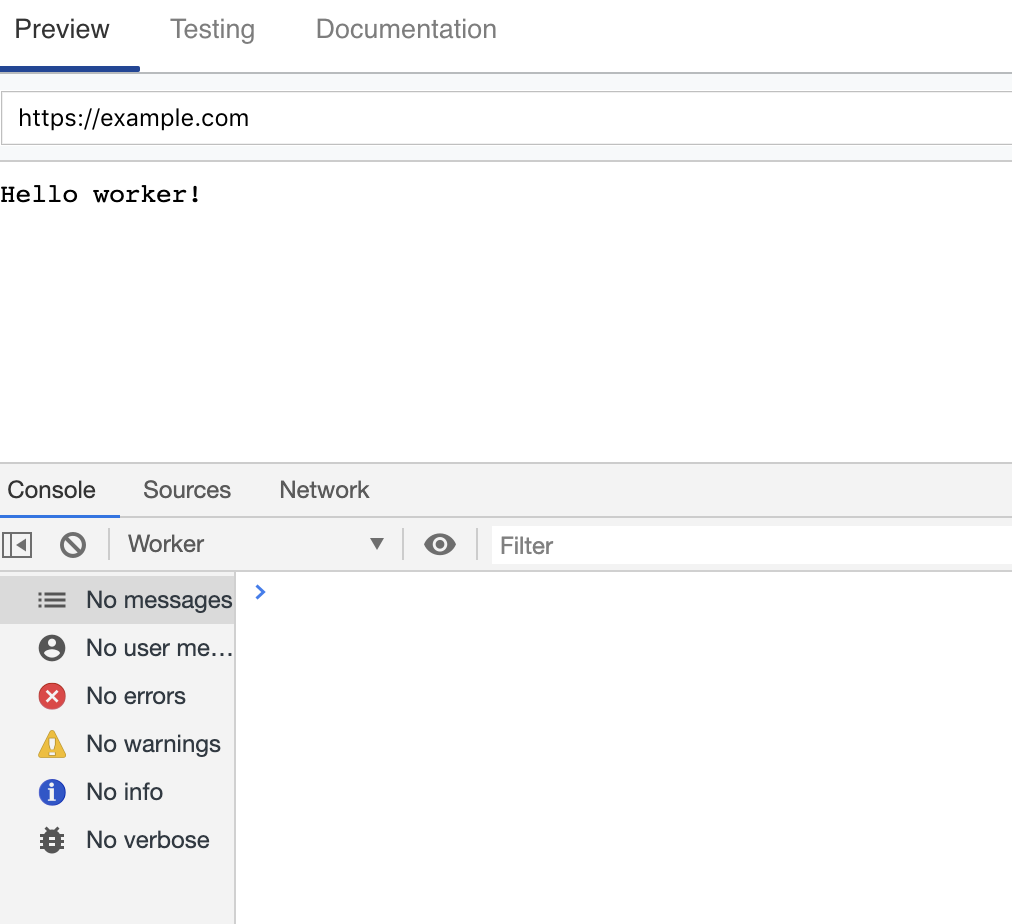 Preview Testing Documentation
https://example.com
Hello worker!
Console Sources Network
Worker Filter
No messages
No user me…
No errors
No warnings
No info
No verbose